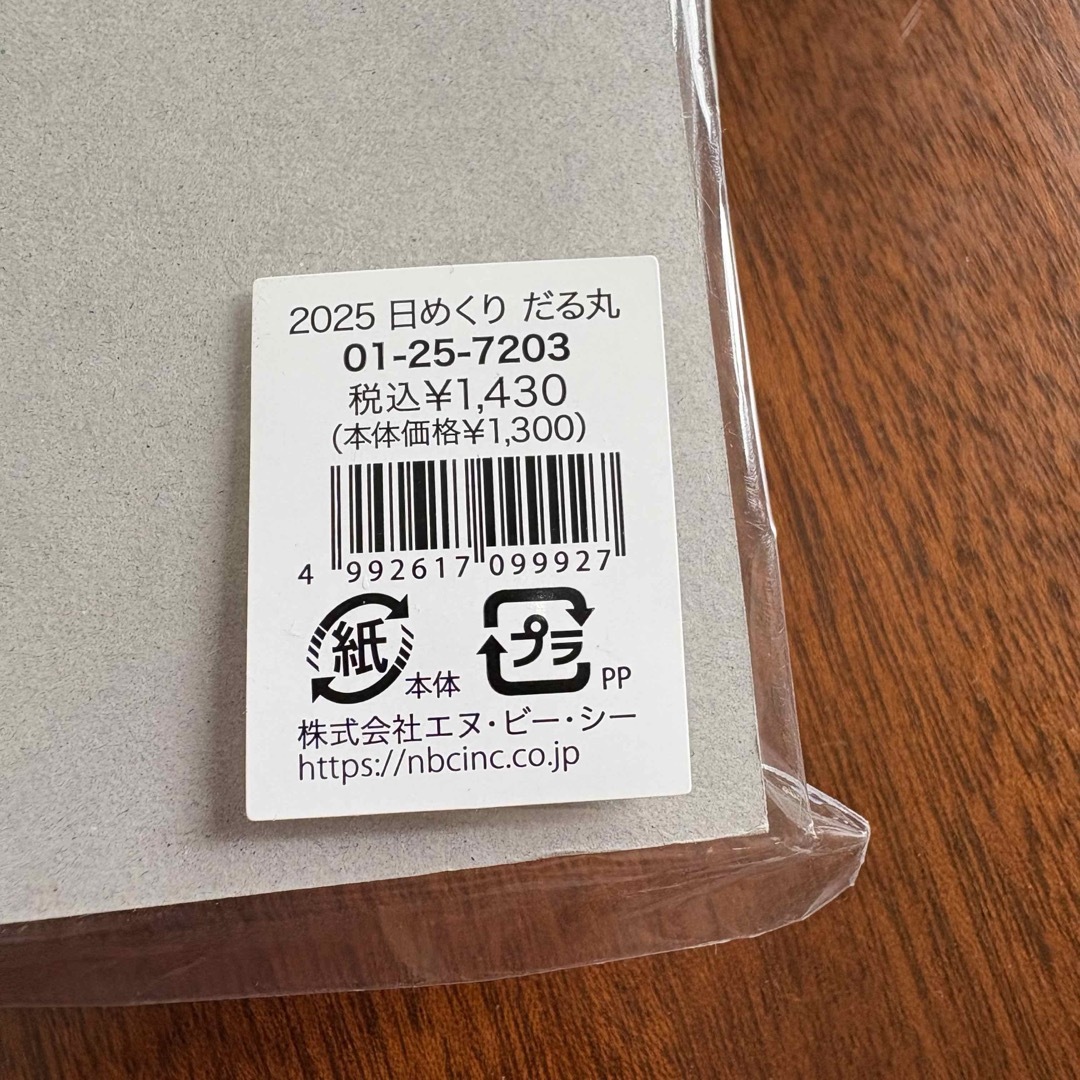 2025 日めくり だる丸
01-25-7203
税込¥1,430
(本体価格¥1,300)
4 992617 099927
紙 本体 プラ PP
株式会社エヌ・ビー・シー
https://nbcinc.co.jp